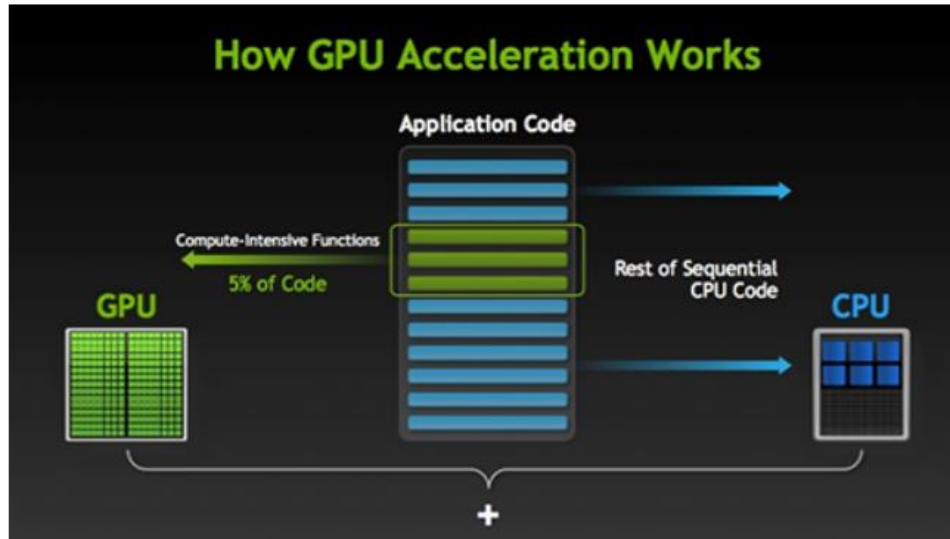 How GPU Acceleration Works
Application Code
Compute-Intensive Functions
5% of Code
Rest of Sequential
CPU Code
GPU
CPU
+